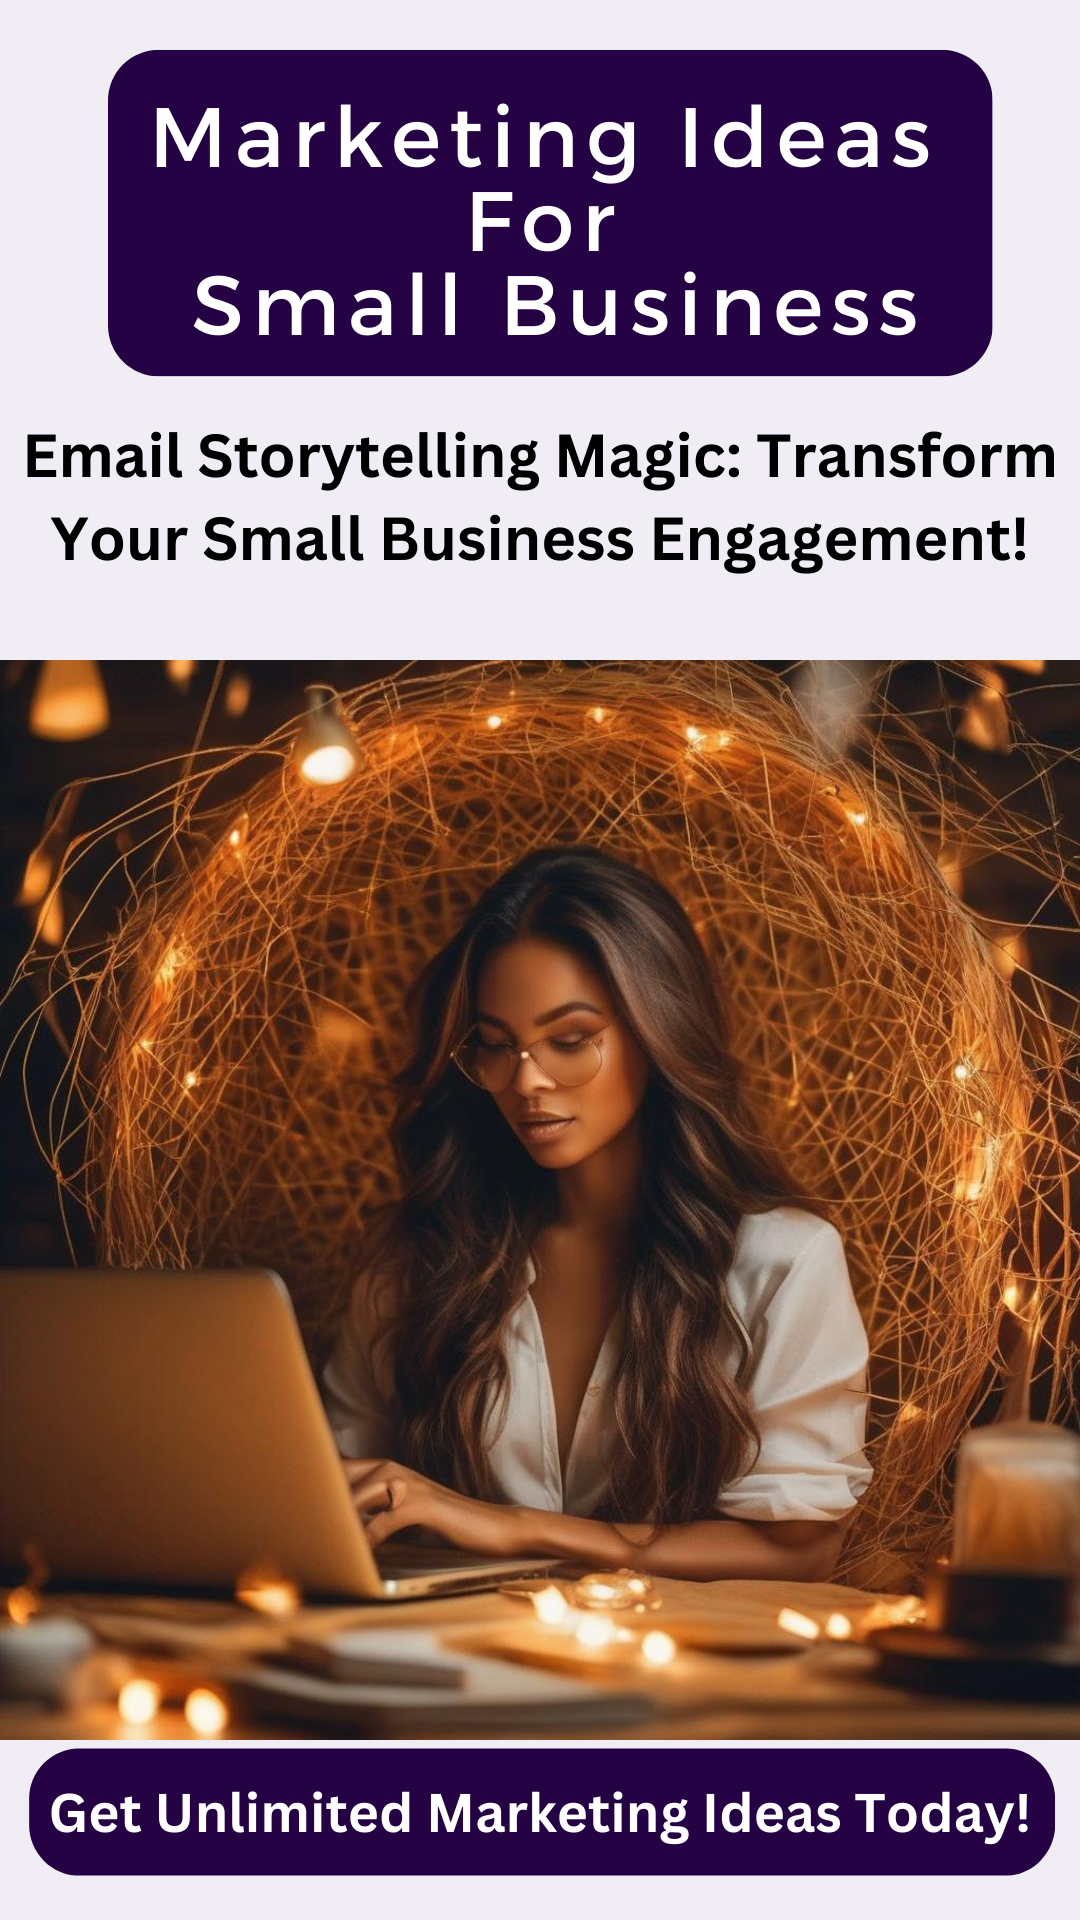 Marketing Ideas
For
Small Business
Email Storytelling Magic: Transform
Your Small Business Engagement!
Get Unlimited Marketing Ideas Today!